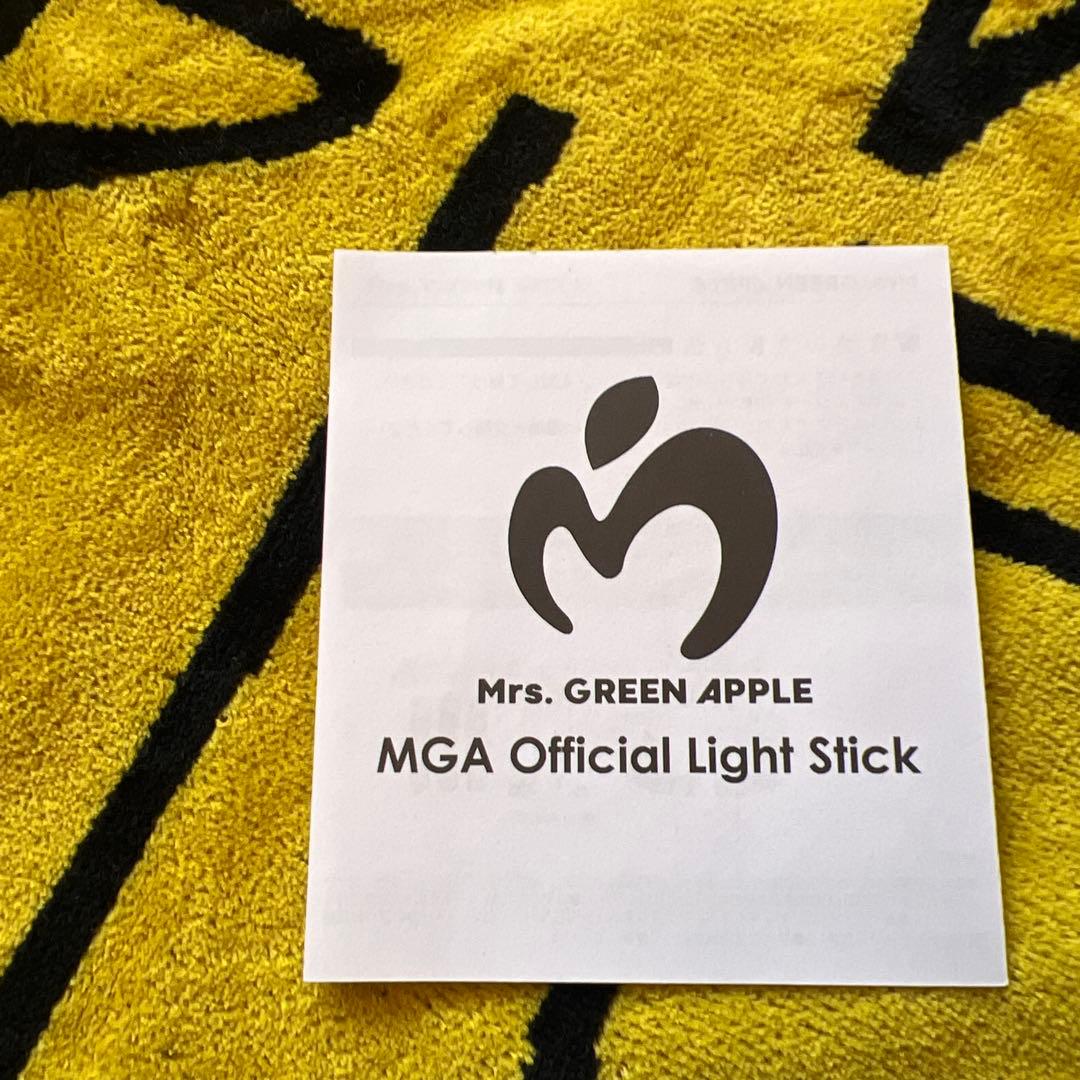 Mrs. GREEN APPLE
MGA Official Light Stick